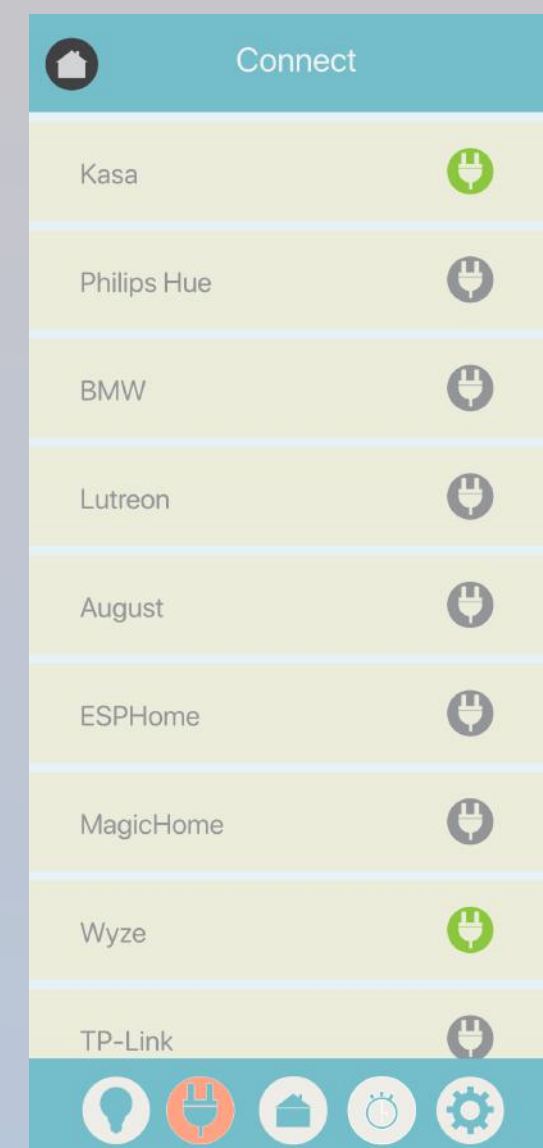 Connect
Kasa
Philips Hue
BMW
Lutreon
August
ESPHome
MagicHome
Wyze
TP-Link